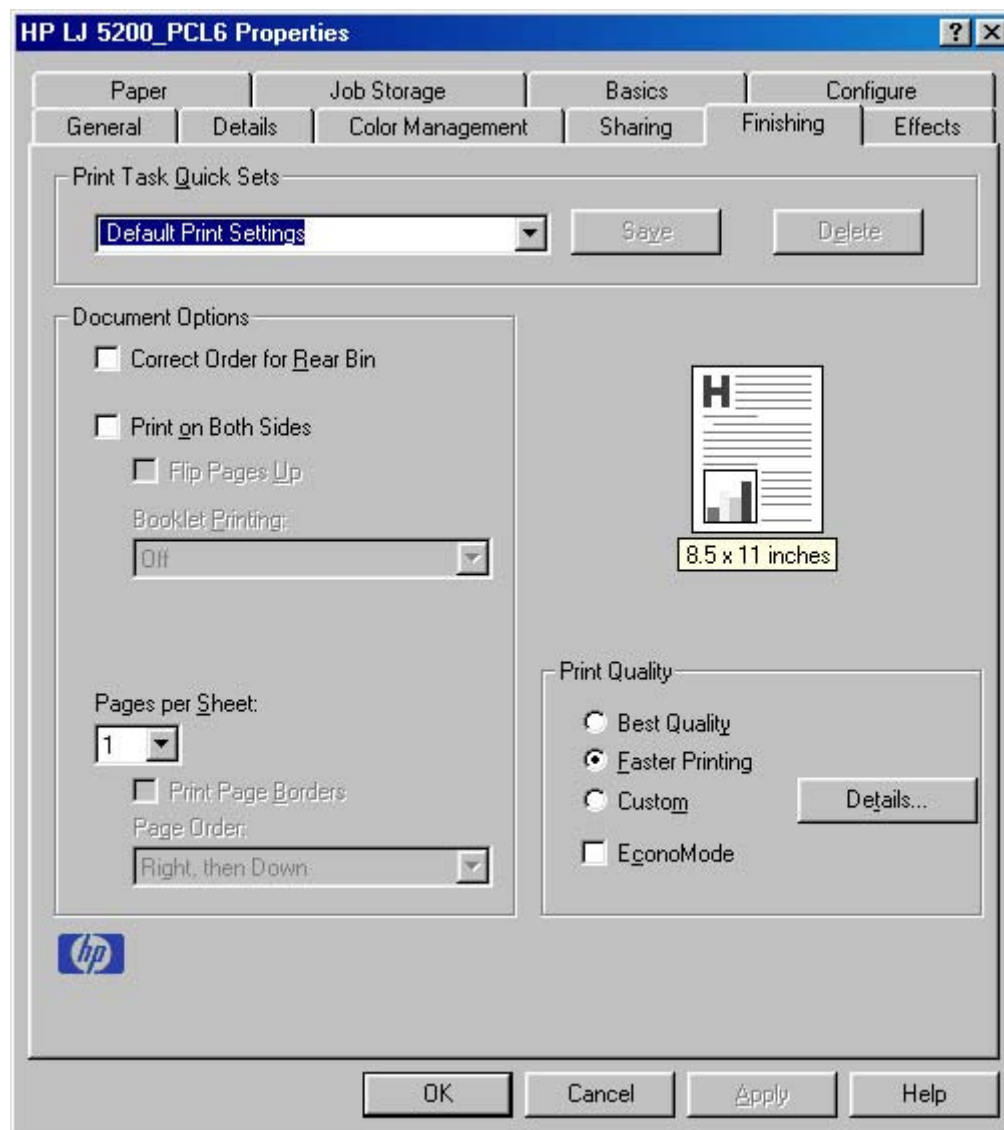 HP LJ 5200_PCL6 Properties
? X
Paper Job Storage Basics Configure
General Details Color Management Sharing Finishing Effects
Print Task Quick Sets
Default Print Settings Save Delete
Document Options
Correct Order for Rear Bin
Print on Both Sides
Flip Pages Up
Booklet Printing:
Off
H
8.5 x 11 inches
Pages per Sheet:
1
Print Page Borders
Page Order:
Right, then Down
Print Quality
Best Quality
Faster Printing
Custom Details...
EconoMode
hp
OK Cancel Apply Help